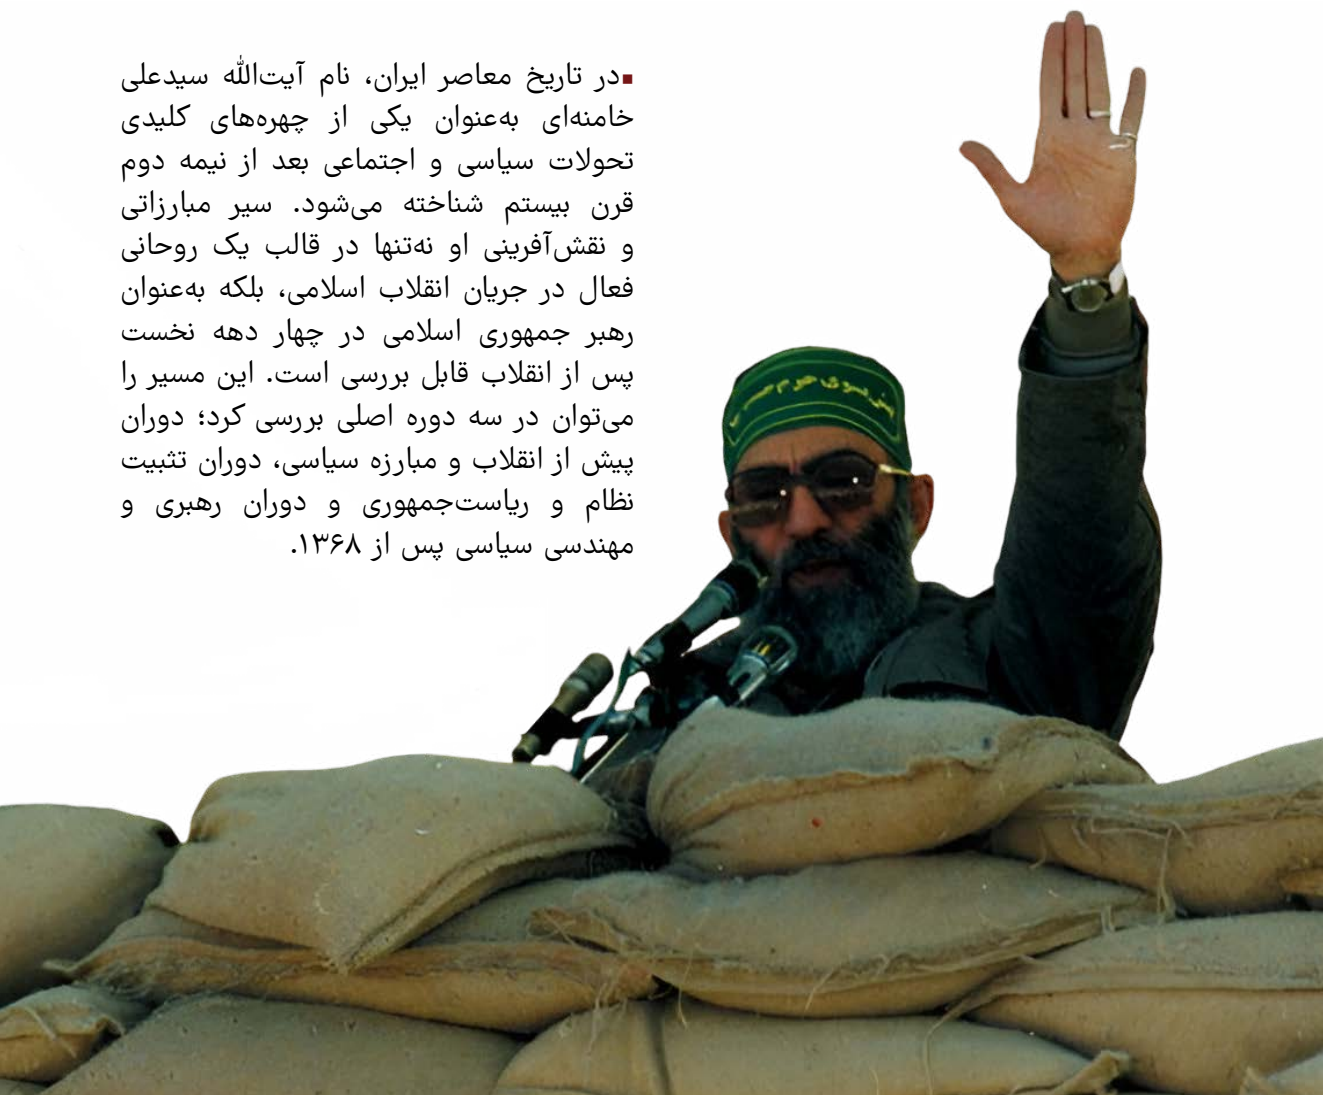 ▪در تاریخ معاصر ایران، نام آیت‌الله سیدعلی
خامنه‌ای به‌عنوان یکی از چهره‌های کلیدی
تحولات سیاسی و اجتماعی بعد از نیمه دوم
قرن بیستم شناخته می‌شود. سیر مبارزاتی
و نقش‌آفرینی او نه‌تنها در قالب یک روحانی
فعال در جریان انقلاب اسلامی، بلکه به‌عنوان
رهبر جمهوری اسلامی در چهار دهه نخست
پس از انقلاب قابل بررسی است. این مسیر را
می‌توان در سه دوره اصلی بررسی کرد؛ دوران
پیش از انقلاب و مبارزه سیاسی، دوران تثبیت
نظام و ریاست‌جمهوری و دوران رهبری و
مهندسی سیاسی پس از ۱۳۶۸.
بسوی حرم